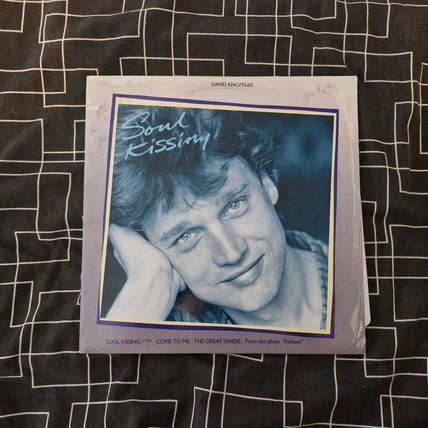 DAVID KNOPFLER
Soul
Kissing
SOUL KISSING COME TO ME · THE GREAT DIVIDE From the album "Release"